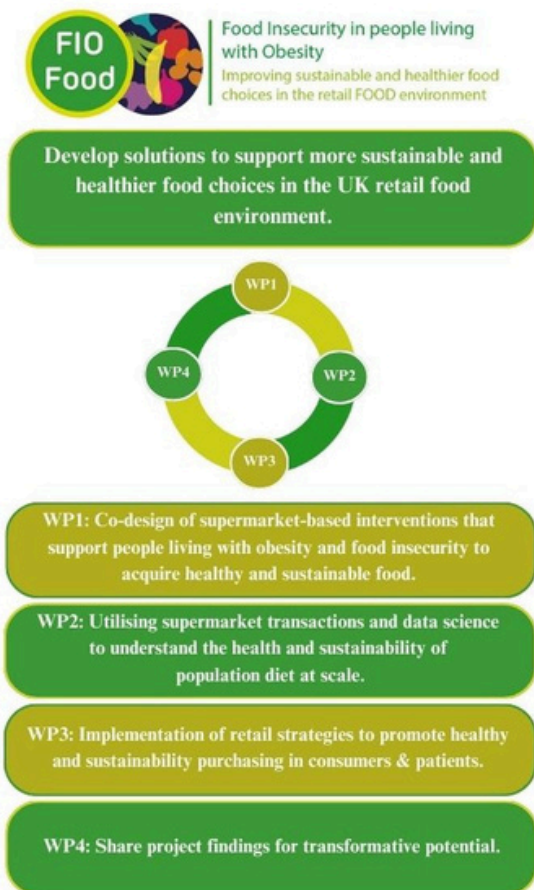 FIO
Food
Food Insecurity in people living
with Obesity
Improving sustainable and healthier food
choices in the retail FOOD environment
Develop solutions to support more sustainable and
healthier food choices in the UK retail food
environment.
WP1
WP4
WP2
WP3
WP1: Co-design of supermarket-based interventions that
support people living with obesity and food insecurity to
acquire healthy and sustainable food.
WP2: Utilising supermarket transactions and data science
to understand the health and sustainability of
population diet at scale.
WP3: Implementation of retail strategies to promote healthy
and sustainability purchasing in consumers & patients.
WP4: Share project findings for transformative potential.